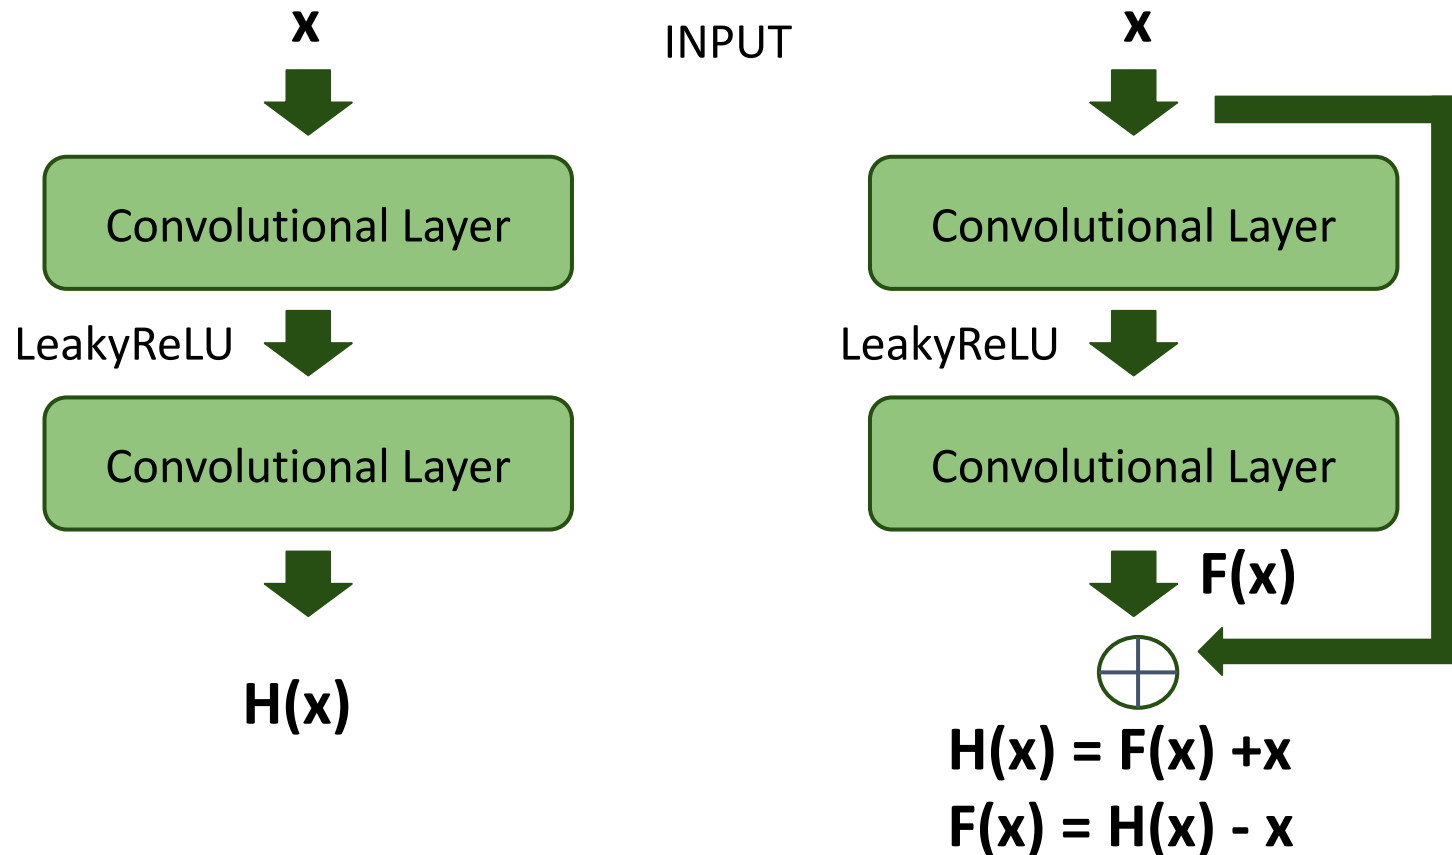 x
INPUT
x
Convolutional Layer
Convolutional Layer
LeakyReLU
LeakyReLU
Convolutional Layer
Convolutional Layer
F(x)
H(x)
H(x) = F(x) +x
F(x) = H(x) - x